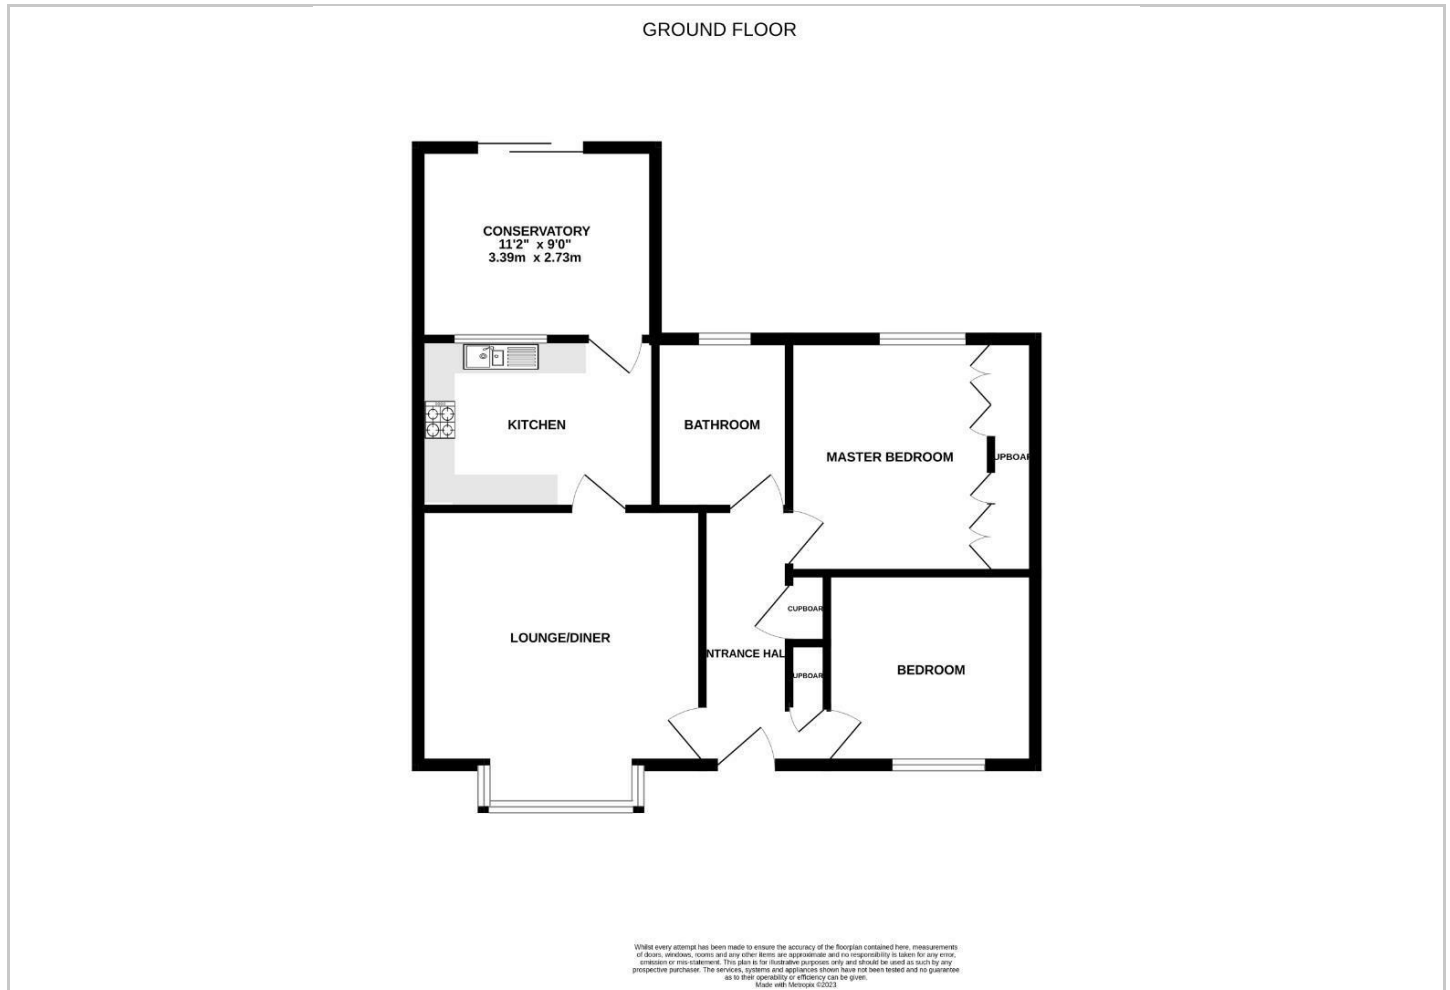 GROUND FLOOR
CONSERVATORY
11'2" x 9'0"
3.39m x 2.73m
KITCHEN
BATHROOM
MASTER BEDROOM
UPBOAR
CUPBOAR
LOUNGE/DINER
NTRANCE HAL
UPBOAR
BEDROOM
Whilst every attempt has been made to ensure the accuracy of the floorplan contained here, measurements
of doors, windows, rooms and any other items are approximate and no responsibility is taken for any error,
omission or mis-statement. This plan is for illustrative purposes only and should be used as such by any
prospective purchaser. The services, systems and appliances shown have not been tested and no guarantee
as to their operability or efficiency can be given.
Made with Metropix ©2023